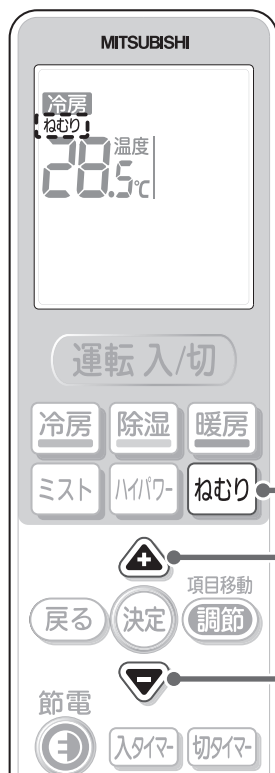 MITSUBISHI
冷房
ねむり
温度
28.5℃
運転 入/切
冷房 除湿 暖房
ミスト ハイパワー ねむり
項目移動
戻る 決定 調節
節電
入タイマー 切タイマー